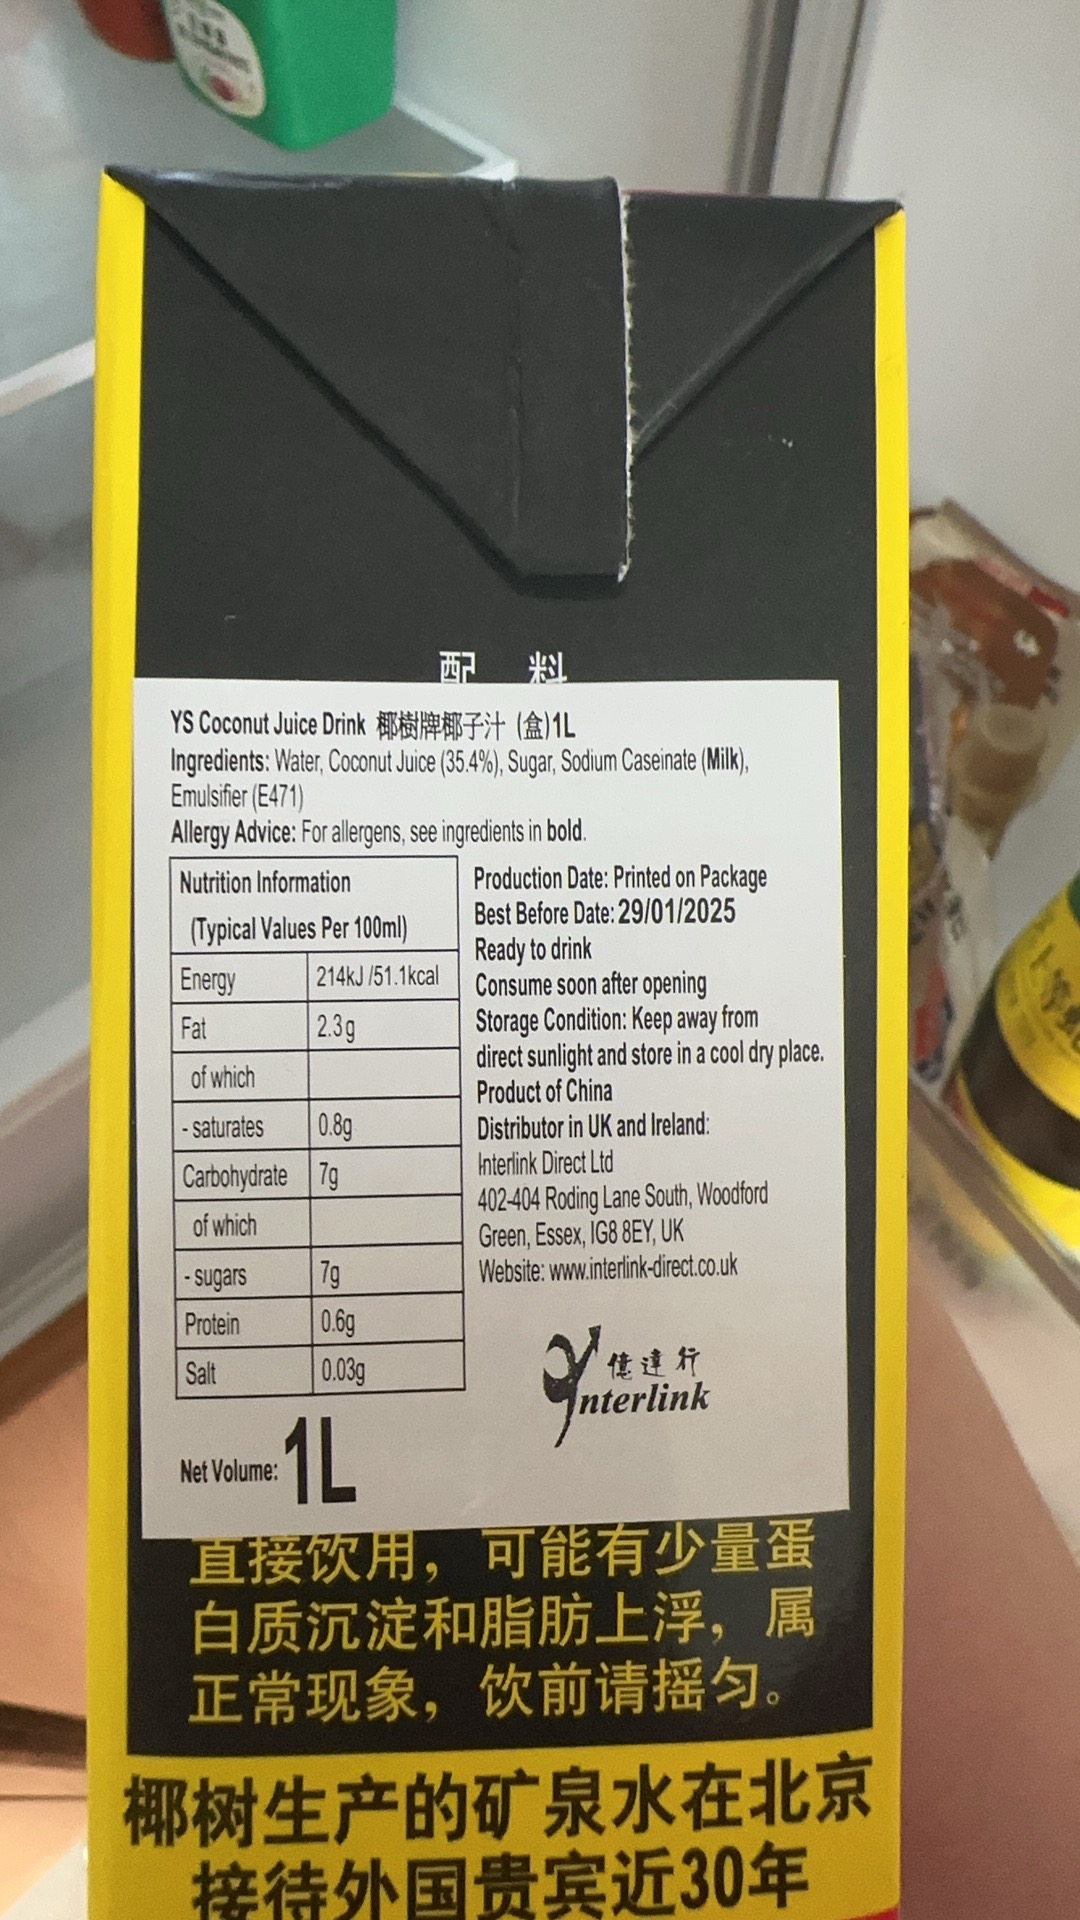 配 料
YS Coconut Juice Drink 椰樹牌椰子汁 (盒)1L
Ingredients: Water, Coconut Juice (35.4%), Sugar, Sodium Caseinate (Milk),
Emulsifier (E471)
Allergy Advice: For allergens, see ingredients in bold.
Nutrition Information
(Typical Values Per 100ml)
Energy 214kJ /51.1kcal
Fat 2.3g
of which
- saturates 0.8g
Carbohydrate 7g
of which
- sugars 7g
Protein 0.6g
Salt 0.03g
Net Volume: 1L
Production Date: Printed on Package
Best Before Date: 29/01/2025
Ready to drink
Consume soon after opening
Storage Condition: Keep away from
direct sunlight and store in a cool dry place.
Product of China
Distributor in UK and Ireland:
Interlink Direct Ltd
402-404 Roding Lane South, Woodford
Green, Essex, IG8 8EY, UK
Website: www.interlink-direct.co.uk
億達行
Interlink
直接饮用，可能有少量蛋
白质沉淀和脂肪上浮，属
正常现象，饮前请摇匀。
椰树生产的矿泉水在北京
接待外国贵宾近30年